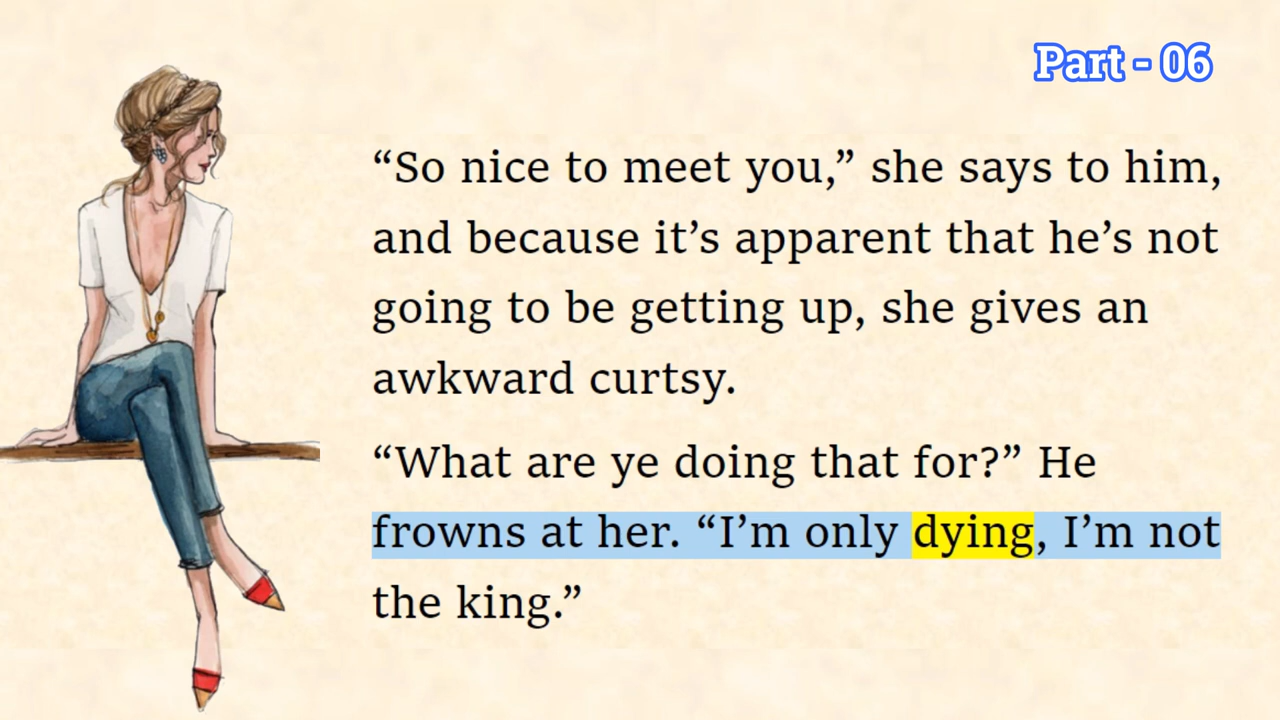 Part - 06
“So nice to meet you,” she says to him,
and because it’s apparent that he’s not
going to be getting up, she gives an
awkward curtsy.
“What are ye doing that for?” He
frowns at her. “I’m only dying, I’m not
the king.”